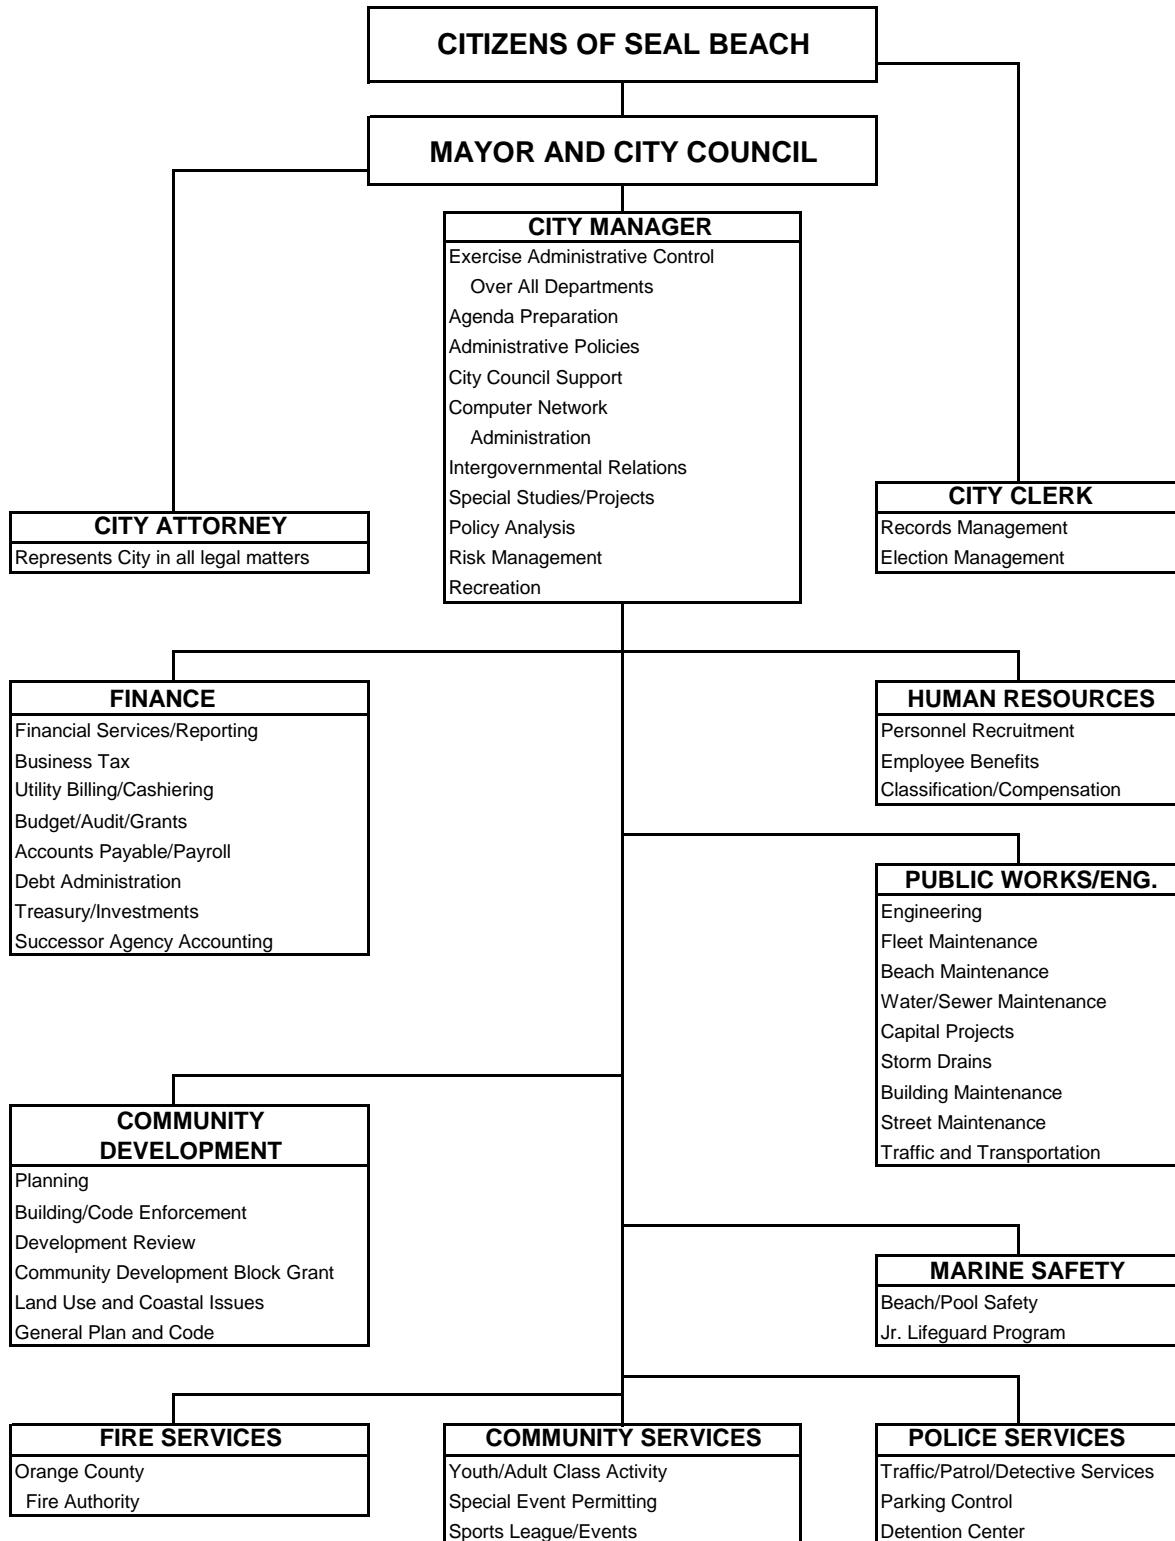 CITIZENS OF SEAL BEACH
MAYOR AND CITY COUNCIL
CITY MANAGER
Exercise Administrative Control
Over All Departments
Agenda Preparation
Administrative Policies
City Council Support
Computer Network
Administration
Intergovernmental Relations
Special Studies/Projects
Policy Analysis
Risk Management
Recreation
CITY ATTORNEY
Represents City in all legal matters
CITY CLERK
Records Management
Election Management
FINANCE
Financial Services/Reporting
Business Tax
Utility Billing/Cashiering
Budget/Audit/Grants
Accounts Payable/Payroll
Debt Administration
Treasury/Investments
Successor Agency Accounting
HUMAN RESOURCES
Personnel Recruitment
Employee Benefits
Classification/Compensation
PUBLIC WORKS/ENG.
Engineering
Fleet Maintenance
Beach Maintenance
Water/Sewer Maintenance
Capital Projects
Storm Drains
Building Maintenance
Street Maintenance
Traffic and Transportation
COMMUNITY
DEVELOPMENT
Planning
Building/Code Enforcement
Development Review
Community Development Block Grant
Land Use and Coastal Issues
General Plan and Code
MARINE SAFETY
Beach/Pool Safety
Jr. Lifeguard Program
FIRE SERVICES
Orange County
Fire Authority
COMMUNITY SERVICES
Youth/Adult Class Activity
Special Event Permitting
Sports League/Events
POLICE SERVICES
Traffic/Patrol/Detective Services
Parking Control
Detention Center